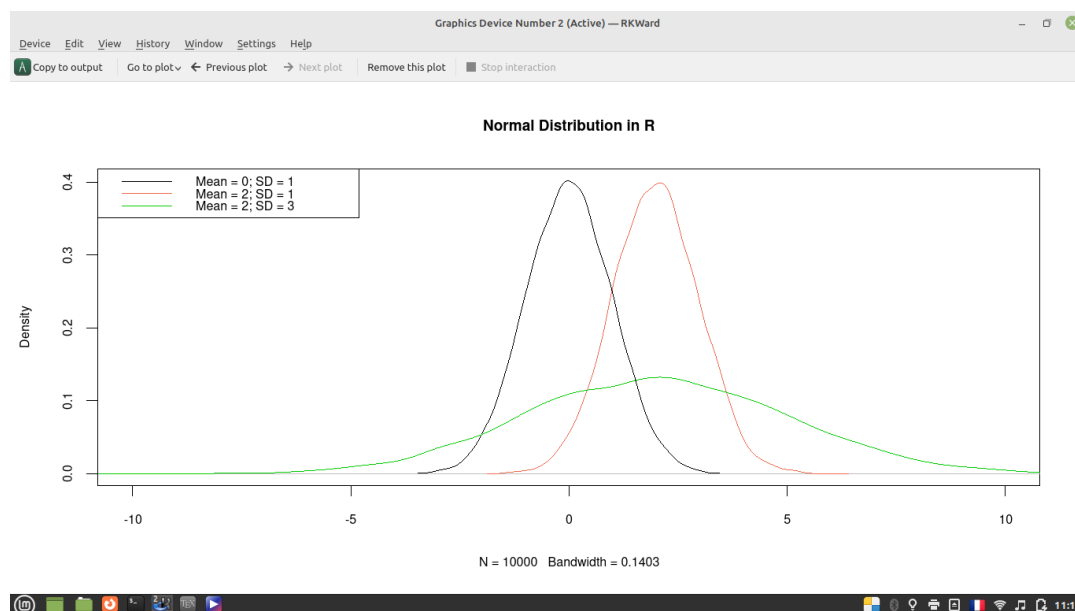 Graphics Device Number 2 (Active) — RKWard
Device Edit View History Window Settings Help
Copy to output Go to plot Previous plot Next plot Remove this plot Stop interaction
Normal Distribution in R
Mean = 0; SD = 1
Mean = 2; SD = 1
Mean = 2; SD = 3
0.4
0.3
0.2
0.1
0.0
Density
-10 -5 0 5 10
N = 10000 Bandwidth = 0.1403